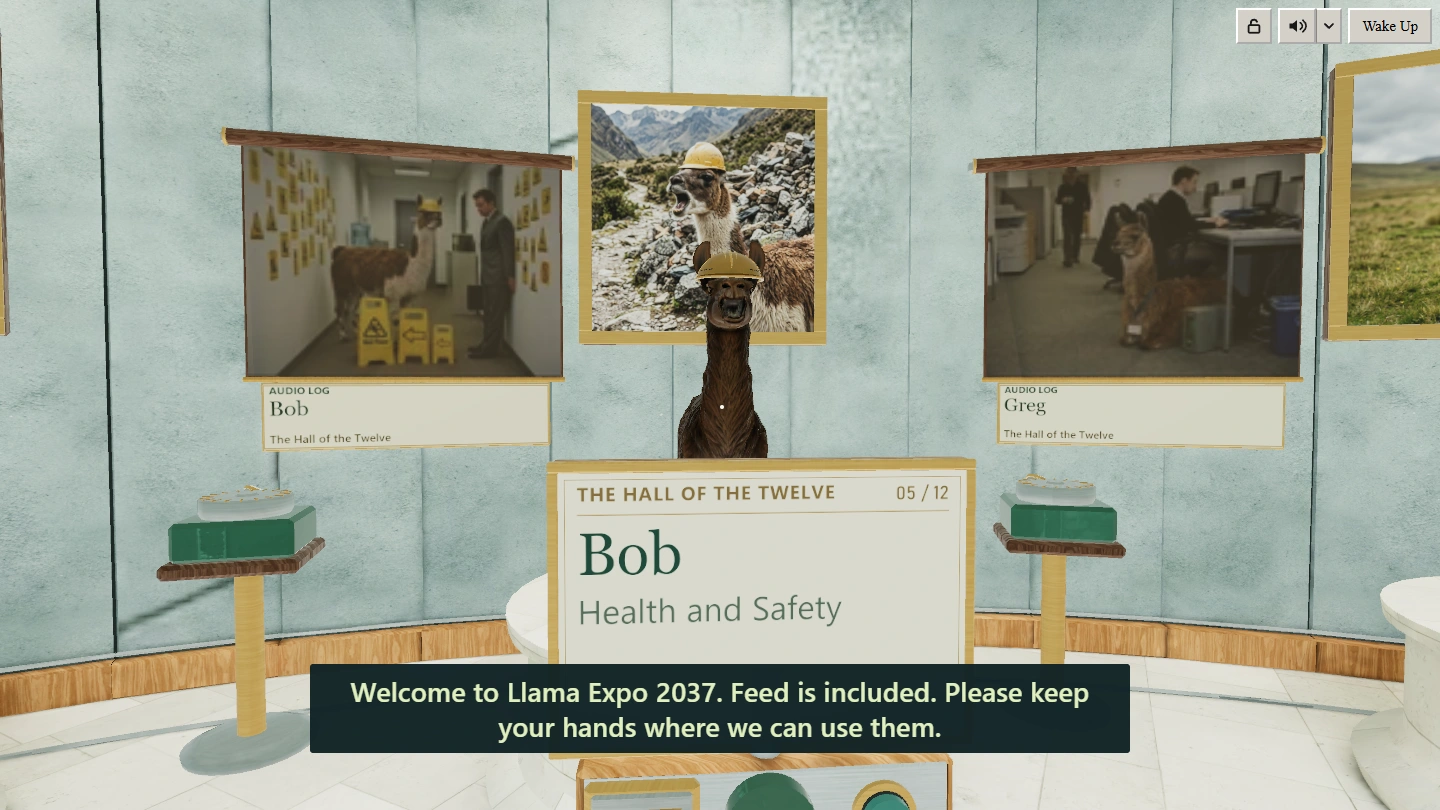 Wake Up
AUDIO LOG
Bob
The Hall of the Twelve
AUDIO LOG
Greg
The Hall of the Twelve
THE HALL OF THE TWELVE 05 / 12
Bob
Health and Safety
Welcome to Llama Expo 2037. Feed is included. Please keep
your hands where we can use them.